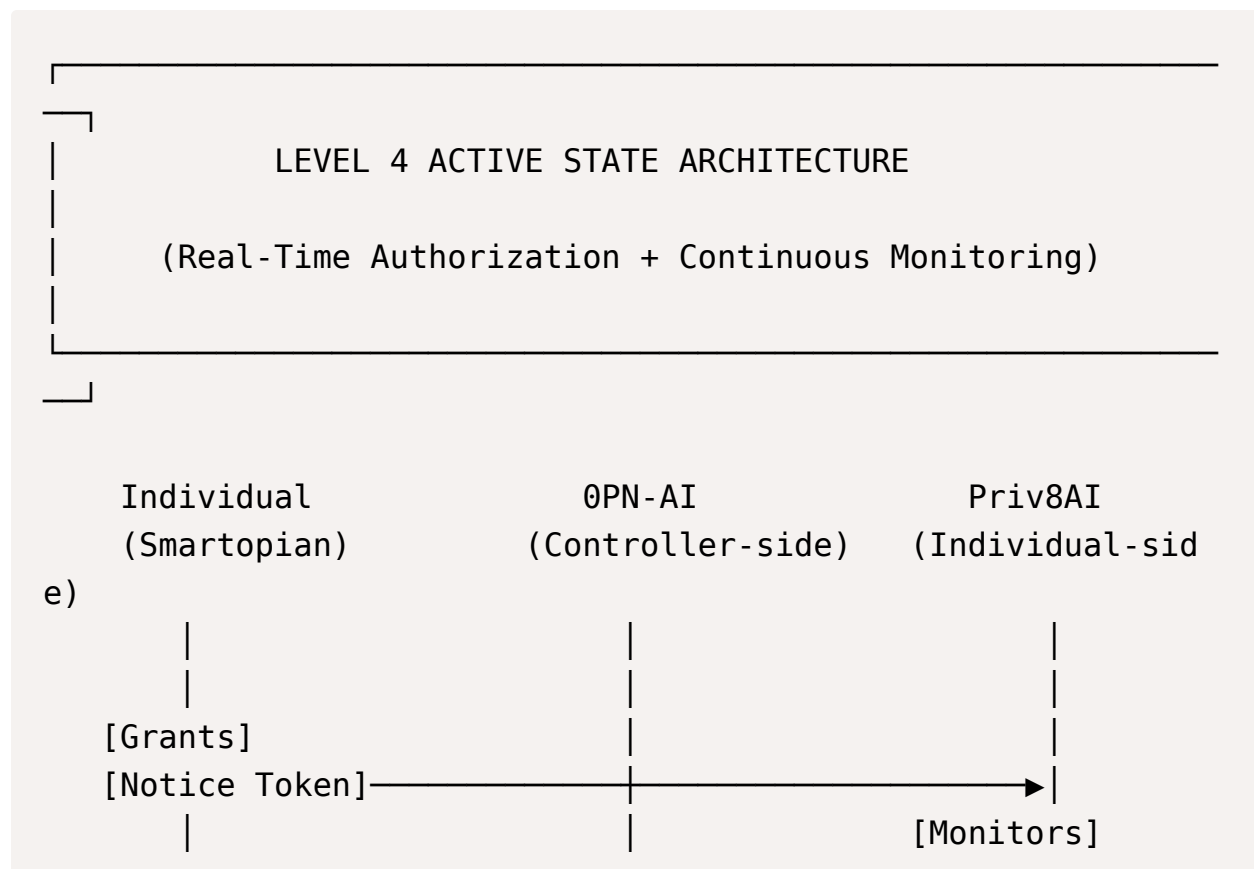 LEVEL 4 ACTIVE STATE ARCHITECTURE
(Real-Time Authorization + Continuous Monitoring)
Individual 0PN-AI Priv8AI
(Smartopian) (Controller-side) (Individual-sid
e)
[Grants]
[Notice Token]
[Monitors]